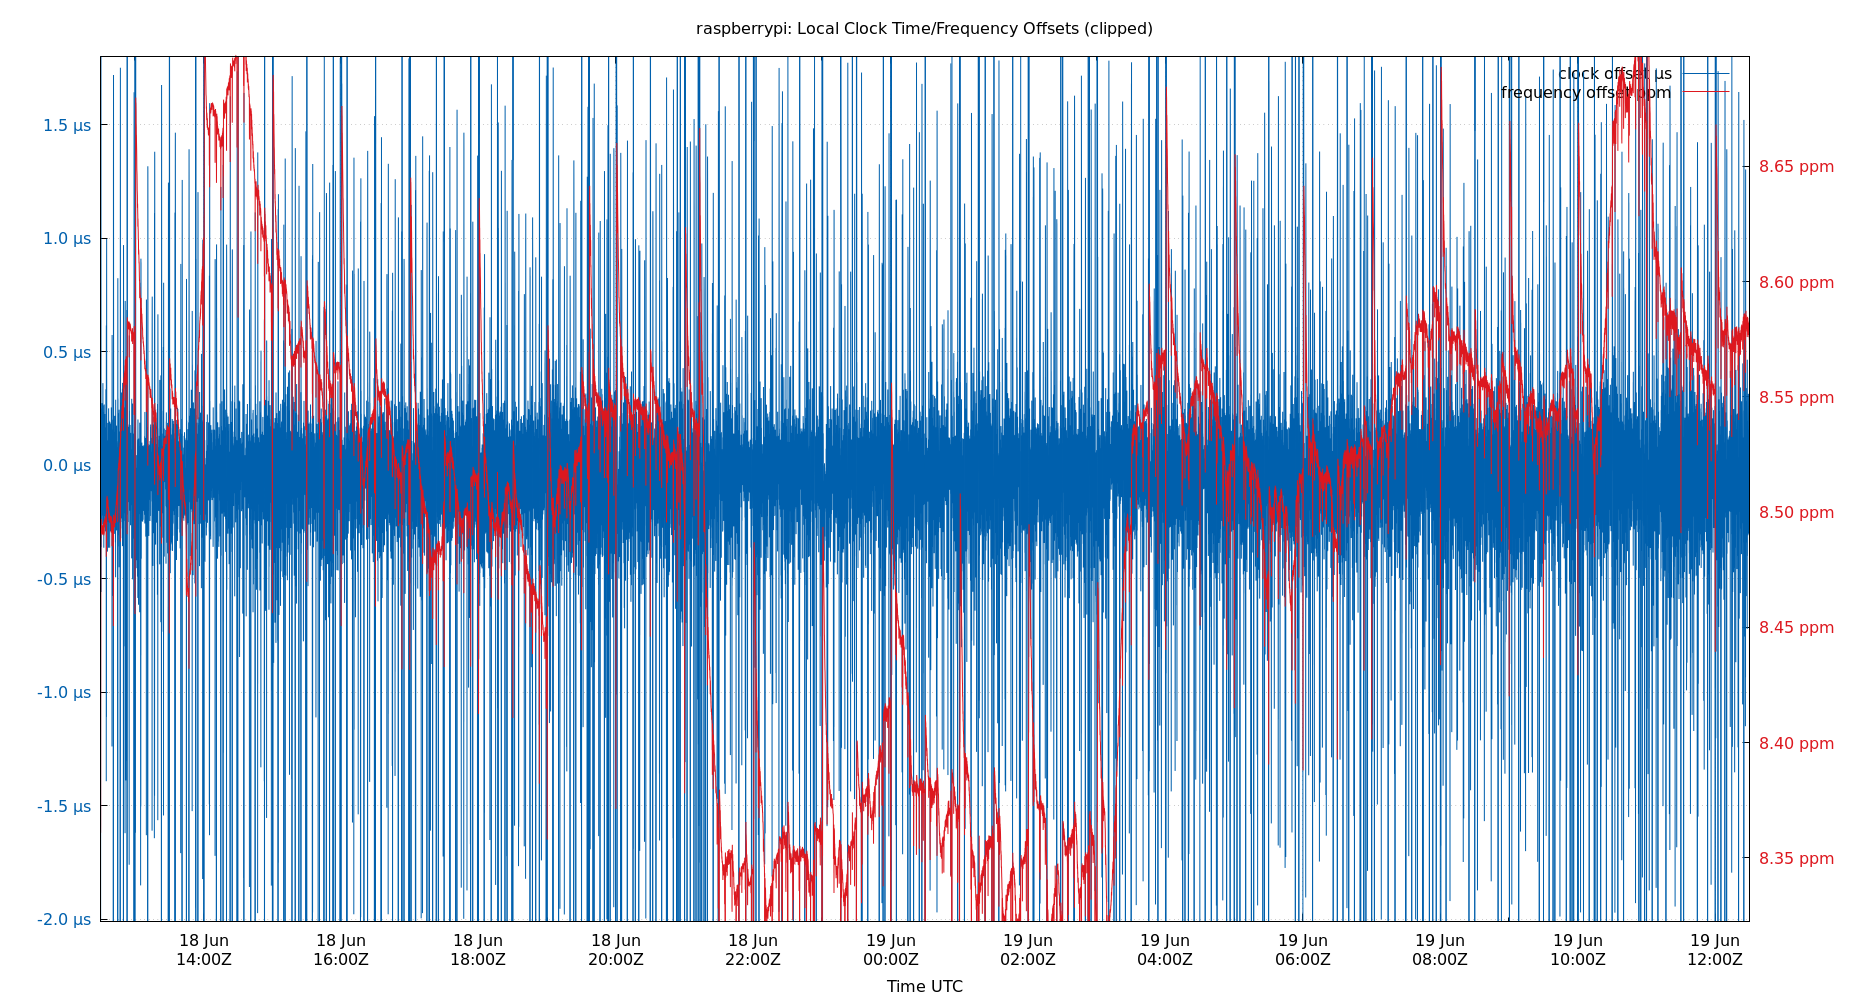 raspberrypi: Local Clock Time/Frequency Offsets (clipped)
clock offset µs
frequency offset ppm
1.5 µs
1.0 µs
0.5 µs
0.0 µs
-0.5 µs
-1.0 µs
-1.5 µs
-2.0 µs
8.65 ppm
8.60 ppm
8.55 ppm
8.50 ppm
8.45 ppm
8.40 ppm
8.35 ppm
18 Jun 18 Jun 18 Jun 18 Jun 18 Jun 19 Jun 19 Jun 19 Jun 19 Jun 19 Jun 19 Jun 19 Jun
14:00Z 16:00Z 18:00Z 20:00Z 22:00Z 00:00Z 02:00Z 04:00Z 06:00Z 08:00Z 10:00Z 12:00Z
Time UTC